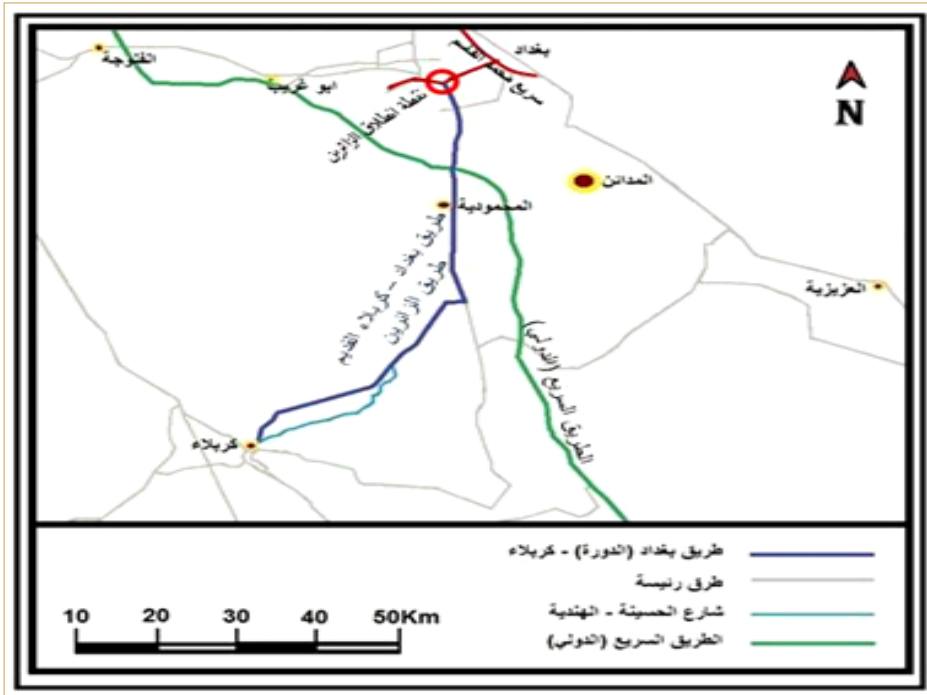 بغداد
سريع محمد القاسم
الفلوجة
ابو غريب
نقطة انطلاق الزائرين
N
المدائن
المحمودية
طريق بغداد - كربلاء القديم
طريق الزائرين
العزيزية
الطريق السريع (الدولي)
كربلاء
طريق بغداد (الدورة) - كربلاء
طرق رئيسة
شارع الحسينة - الهندية
الطريق السريع (الدولي)
10 20 30 40 50Km